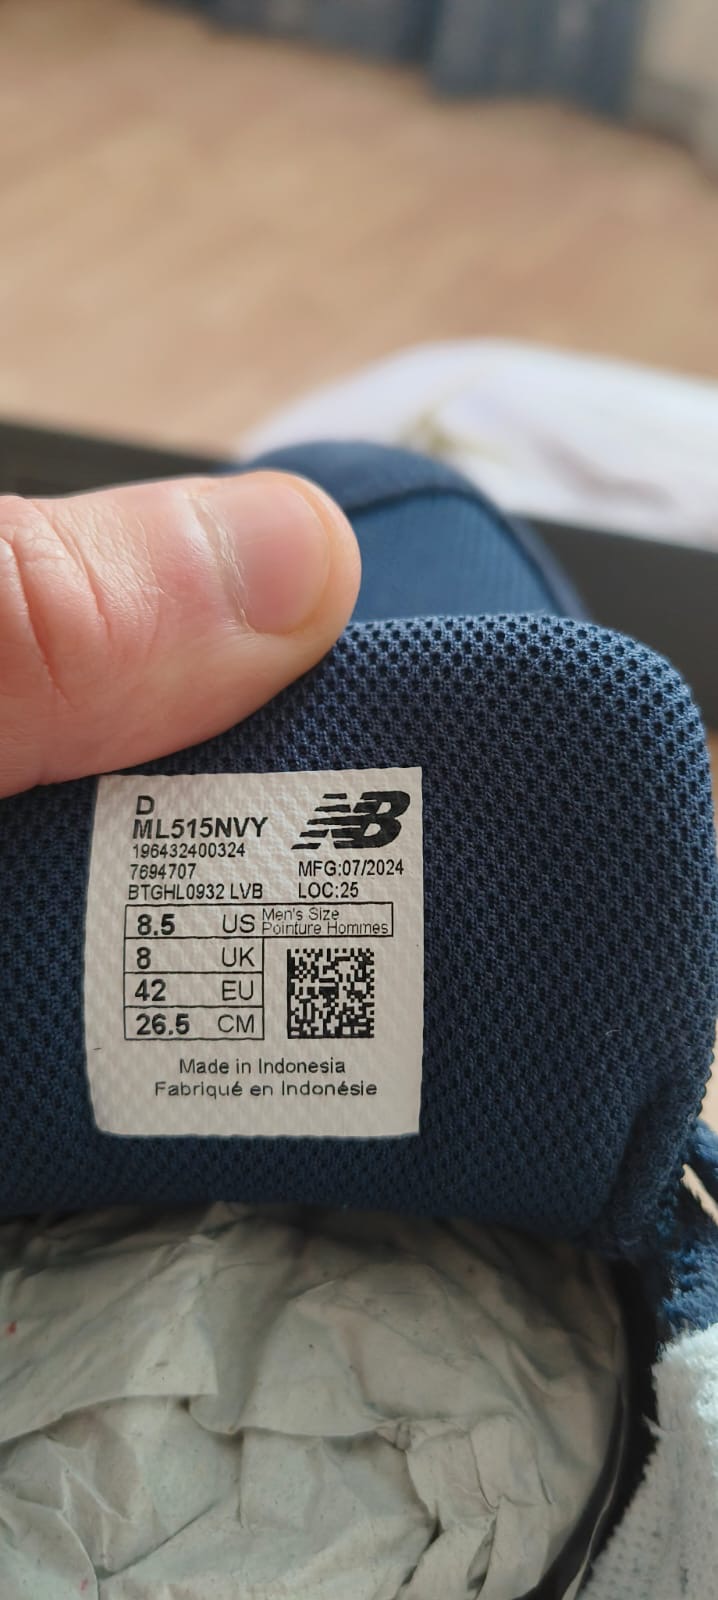 D
ML515NVY
196432400324
7694707 MFG:07/2024
BTGHL0932 LVB LOC:25
8.5 US Men's Size
Pointure Hommes
8 UK
42 EU
26.5 CM
Made in Indonesia
Fabriqué en Indonésie